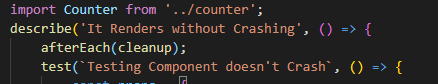 import Counter from '../counter';
describe('It Renders without Crashing', () => {
afterEach(cleanup);
test(`Testing Component doesn't Crash`, () => {